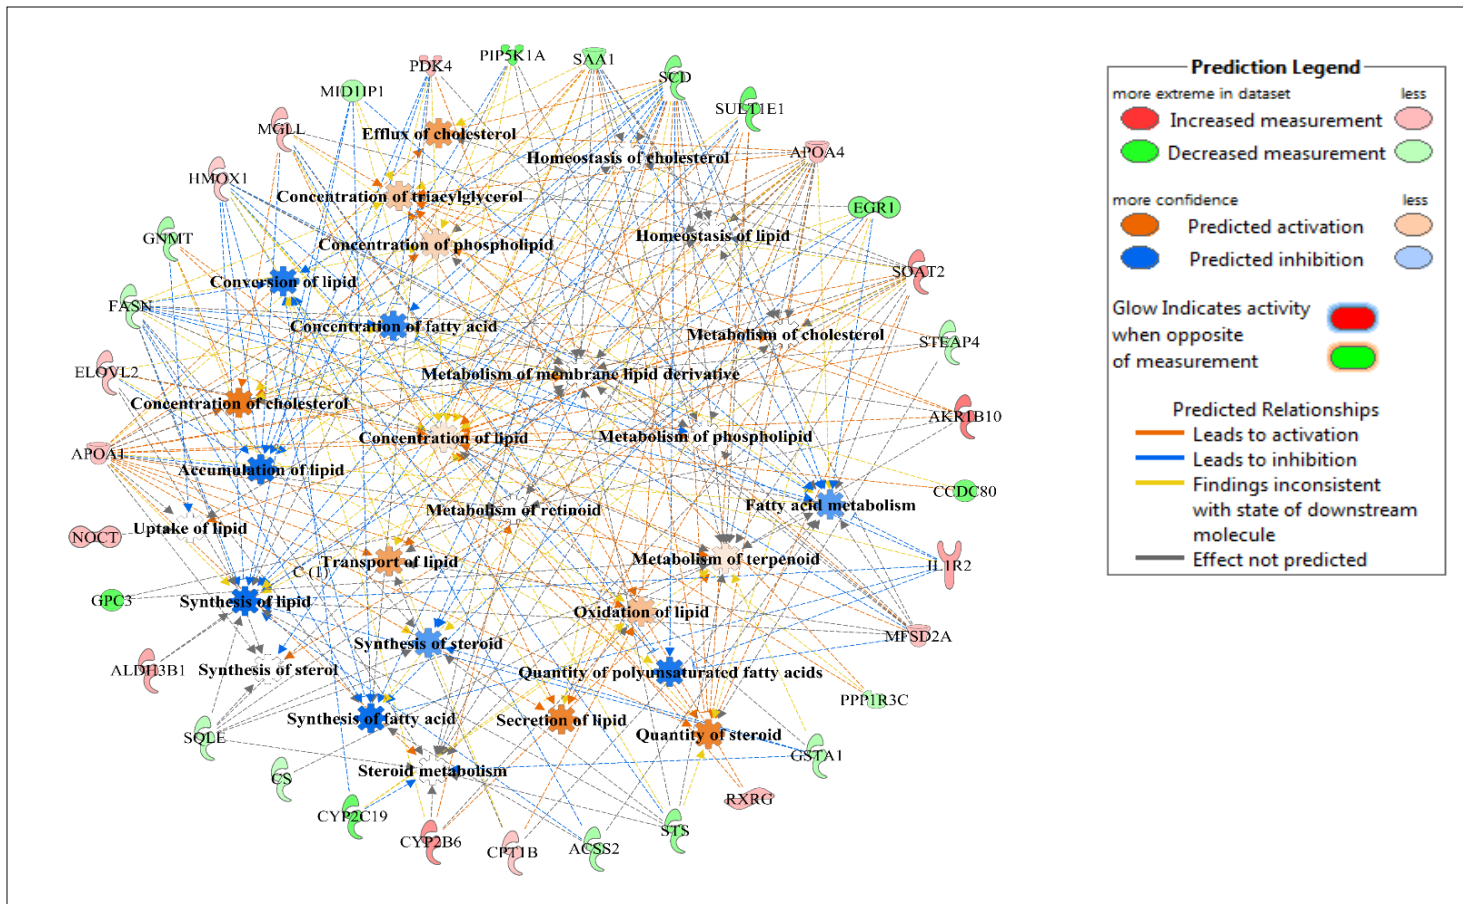 PIP5K1A
SAA1
PDK4
SCD
MID1IP1
SULT1E1
MGLL
Efflux of cholesterol
Homeostasis of cholesterol
APOA4
HMOX1
Concentration of triacylglycerol
EGR1
GNMT
Concentration of phospholipid
Homeostasis of lipid
SOAT2
Conversion of lipid
FASN
Concentration of fatty acid
Metabolism of cholesterol
STEAP4
ELOVL2
Metabolism of membrane lipid derivative
Concentration of cholesterol
AKR1B10
Concentration of lipid
Metabolism of phospholipid
APOA1
Accumulation of lipid
CCDC80
Fatty acid metabolism
Metabolism of retinoid
NOCT
Uptake of lipid
Transport of lipid
Metabolism of terpenoid
IL1R2
C (1)
GPC3
Synthesis of lipid
Oxidation of lipid
MFSD2A
Synthesis of steroid
ALDH3B1
Synthesis of sterol
Quantity of polyunsaturated fatty acids
PPP1R3C
Synthesis of fatty acid
Secretion of lipid
Quantity of steroid
SQLE
GSTA1
Steroid metabolism
CS
RXRG
CYP2C19
STS
CYP2B6
CPT1B
ACSS2
Prediction Legend
more extreme in dataset less
Increased measurement
Decreased measurement
more confidence less
Predicted activation
Predicted inhibition
Glow Indicates activity
when opposite
of measurement
Predicted Relationships
Leads to activation
Leads to inhibition
Findings inconsistent
with state of downstream
molecule
Effect not predicted